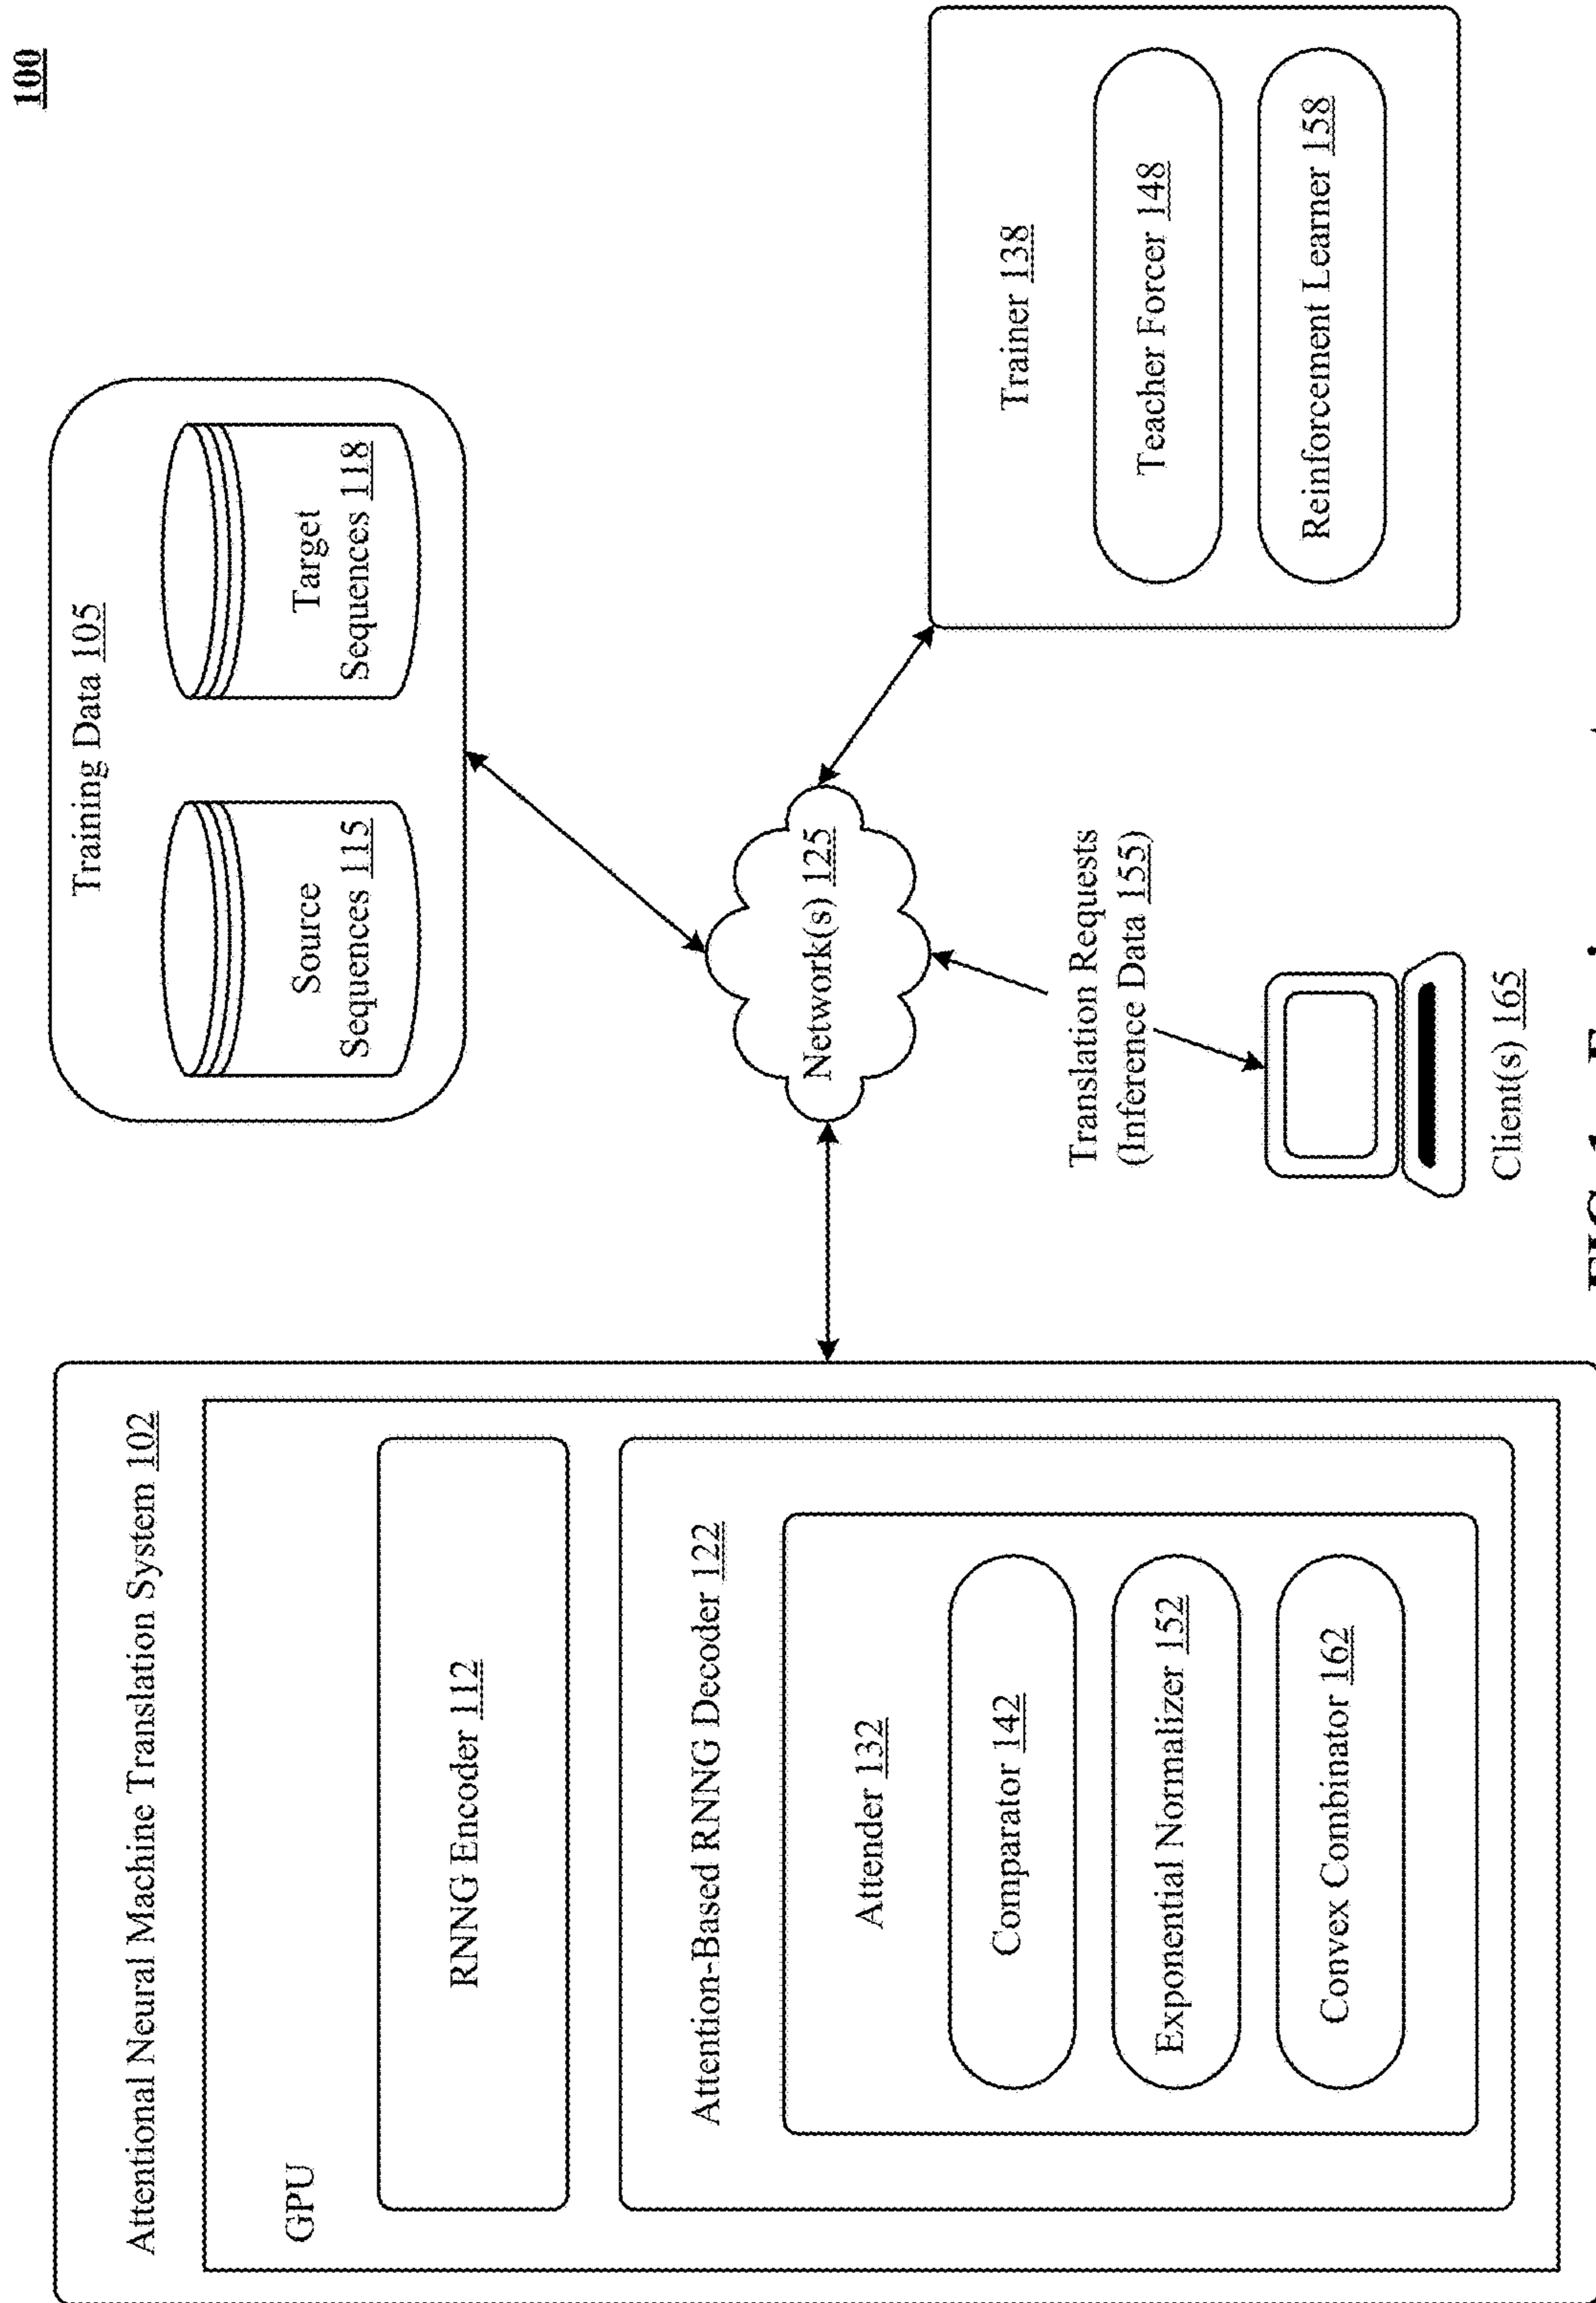 100
Attentional Neural Machine Translation System 102
GPU
RNNG Encoder 112
Attention-Based RNNG Decoder 122
Attender 132
Comparator 142
Exponential Normalizer 152
Convex Combinator 162
Training Data 105
Source
Sequences 115
Target
Sequences 118
Network(s) 125
Translation Requests
(Inference Data 155)
Client(s) 165
Trainer 138
Teacher Forcer 148
Reinforcement Learner 158